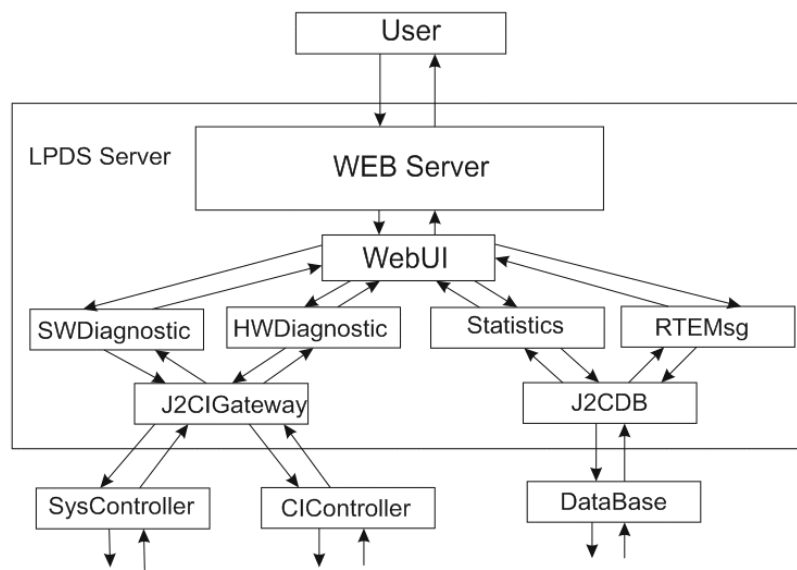 User
LPDS Server
WEB Server
WebUI
SWDiagnostic
HWDiagnostic
Statistics
RTEMsg
J2CIGateway
J2CDB
SysController
CIController
DataBase